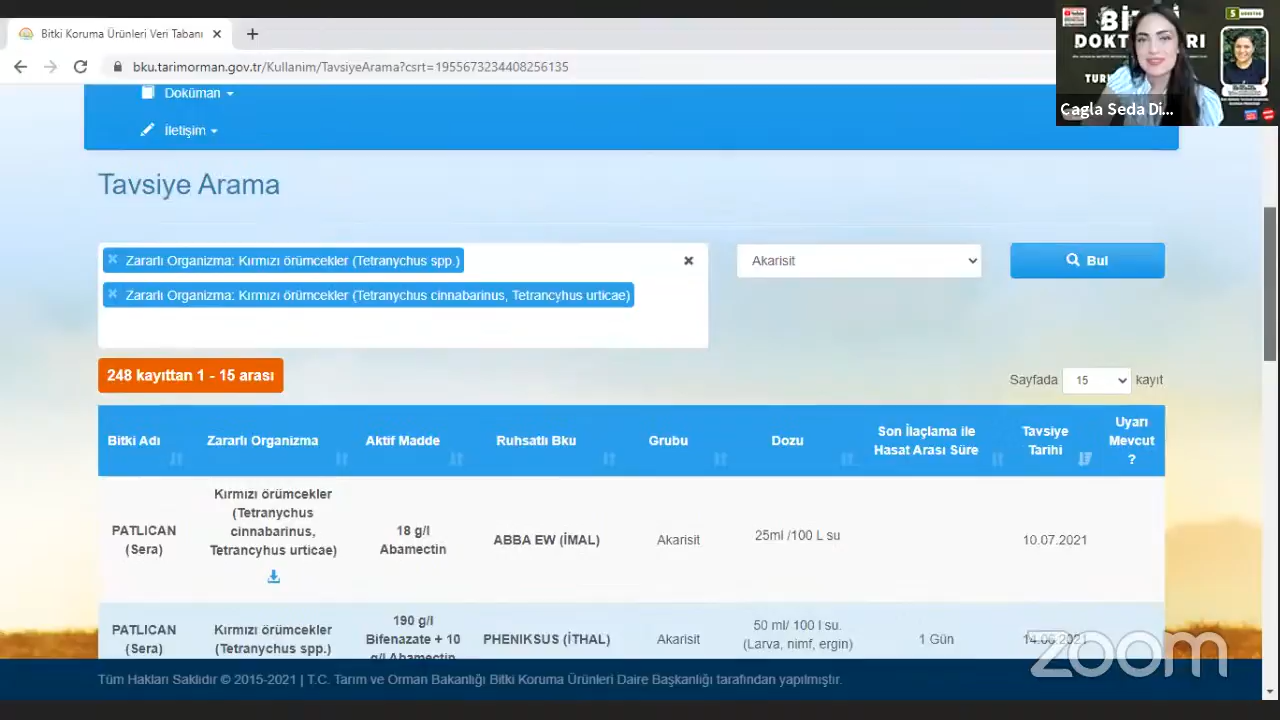 Bitki Koruma Ürünleri Veri Tabanı
bku.tarimorman.gov.tr/Kullanim/TavsiyeArama?csrt=1955673234408256135
Cagla Seda Di...
Doküman
İletişim
Tavsiye Arama
Zararlı Organizma: Kırmızı örümcekler (Tetranychus spp.)
Zararlı Organizma: Kırmızı örümcekler (Tetranychus cinnabarinus, Tetrancyhus urticae)
Akarisit
Bul
248 kayıttan 1 - 15 arası
Sayfada 15 kayıt
Bitki Adı
Zararlı Organizma
Aktif Madde
Ruhsatlı Bku
Grubu
Dozu
Son İlaçlama ile
Hasat Arası Süre
Tavsiye
Tarihi
Uyarı
Mevcut
?
PATLICAN
(Sera)
Kırmızı örümcekler
(Tetranychus
cinnabarinus,
Tetrancyhus urticae)
18 g/l
Abamectin
ABBA EW (İMAL)
Akarisit
25ml /100 L su
10.07.2021
PATLICAN
(Sera)
Kırmızı örümcekler
(Tetranychus spp.)
190 g/l
Bifenazate + 10
g/l Abamectin
PHENIKSUS (İTHAL)
Akarisit
50 ml/ 100 l su.
(Larva, nimf, ergin)
1 Gün
14.06.2021
zoom
Tüm Hakları Saklıdır © 2015-2021 | T.C. Tarım ve Orman Bakanlığı Bitki Koruma Ürünleri Daire Başkanlığı tarafından yapılmıştır.